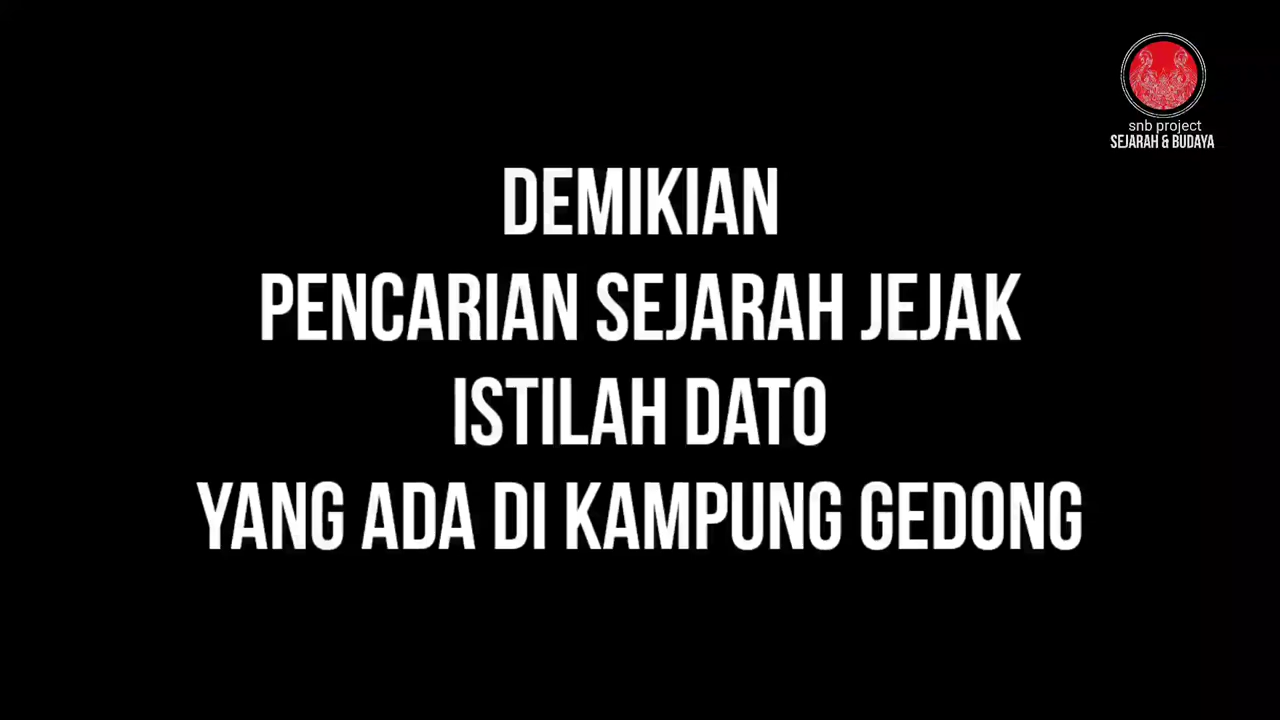 snb project
SEJARAH & BUDAYA
DEMIKIAN
PENCARIAN SEJARAH JEJAK
ISTILAH DATO
YANG ADA DI KAMPUNG GEDONG